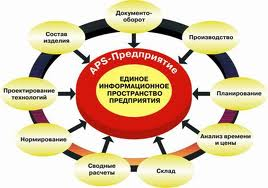 Документо-
оборот
Состав
изделия
Производство
APS-Предприятие
ЕДИНОЕ
ИНФОРМАЦИОННОЕ
ПРОСТРАНСТВО
ПРЕДПРИЯТИЯ
Проектирование
технологий
Планирование
Нормирование
Анализ времени
и цены
Сводные
расчеты
Склад